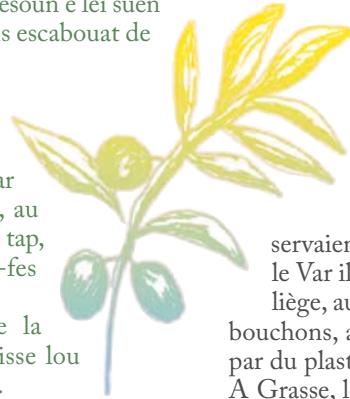 esoun e lei suen
s escabouat de
ar
, au
tap,
-fes
e la
isse lou
servaien
le Var il
liège, au
bouchons, a
par du plast
A Grasse, l